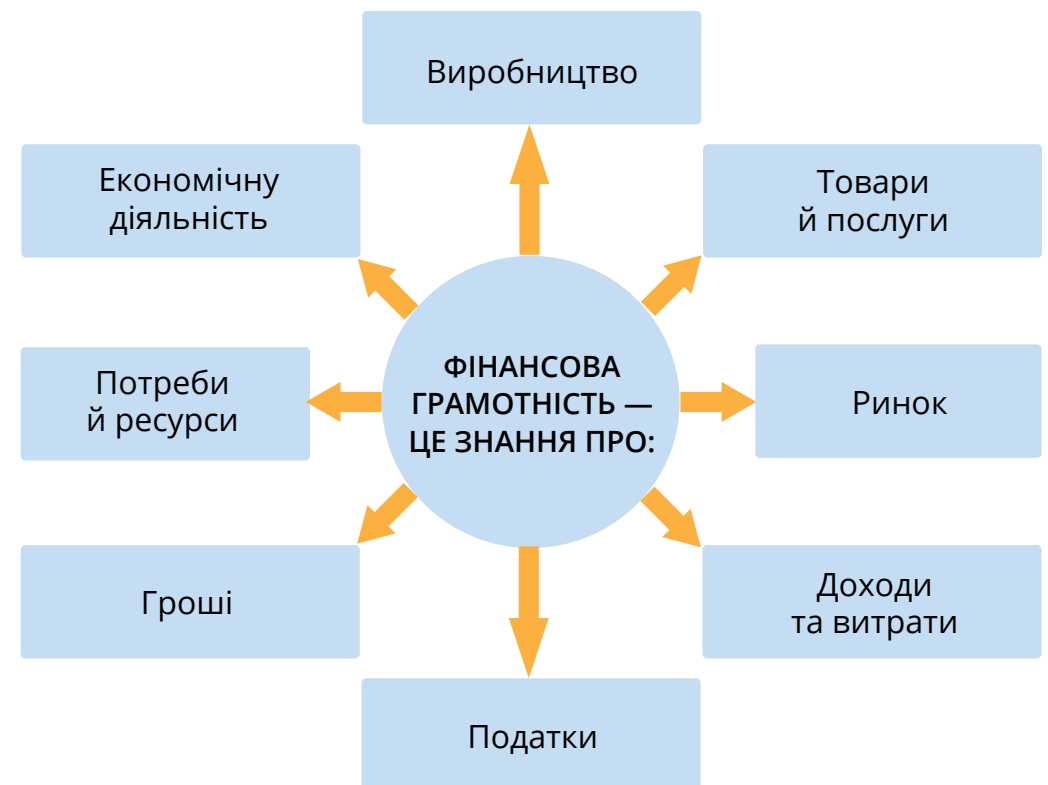 Виробництво
Економічну
діяльність
Товари
й послуги
Потреби
й ресурси
ФІНАНСОВА
ГРАМОТНІСТЬ —
ЦЕ ЗНАННЯ ПРО:
Ринок
Гроші
Доходи
та витрати
Податки